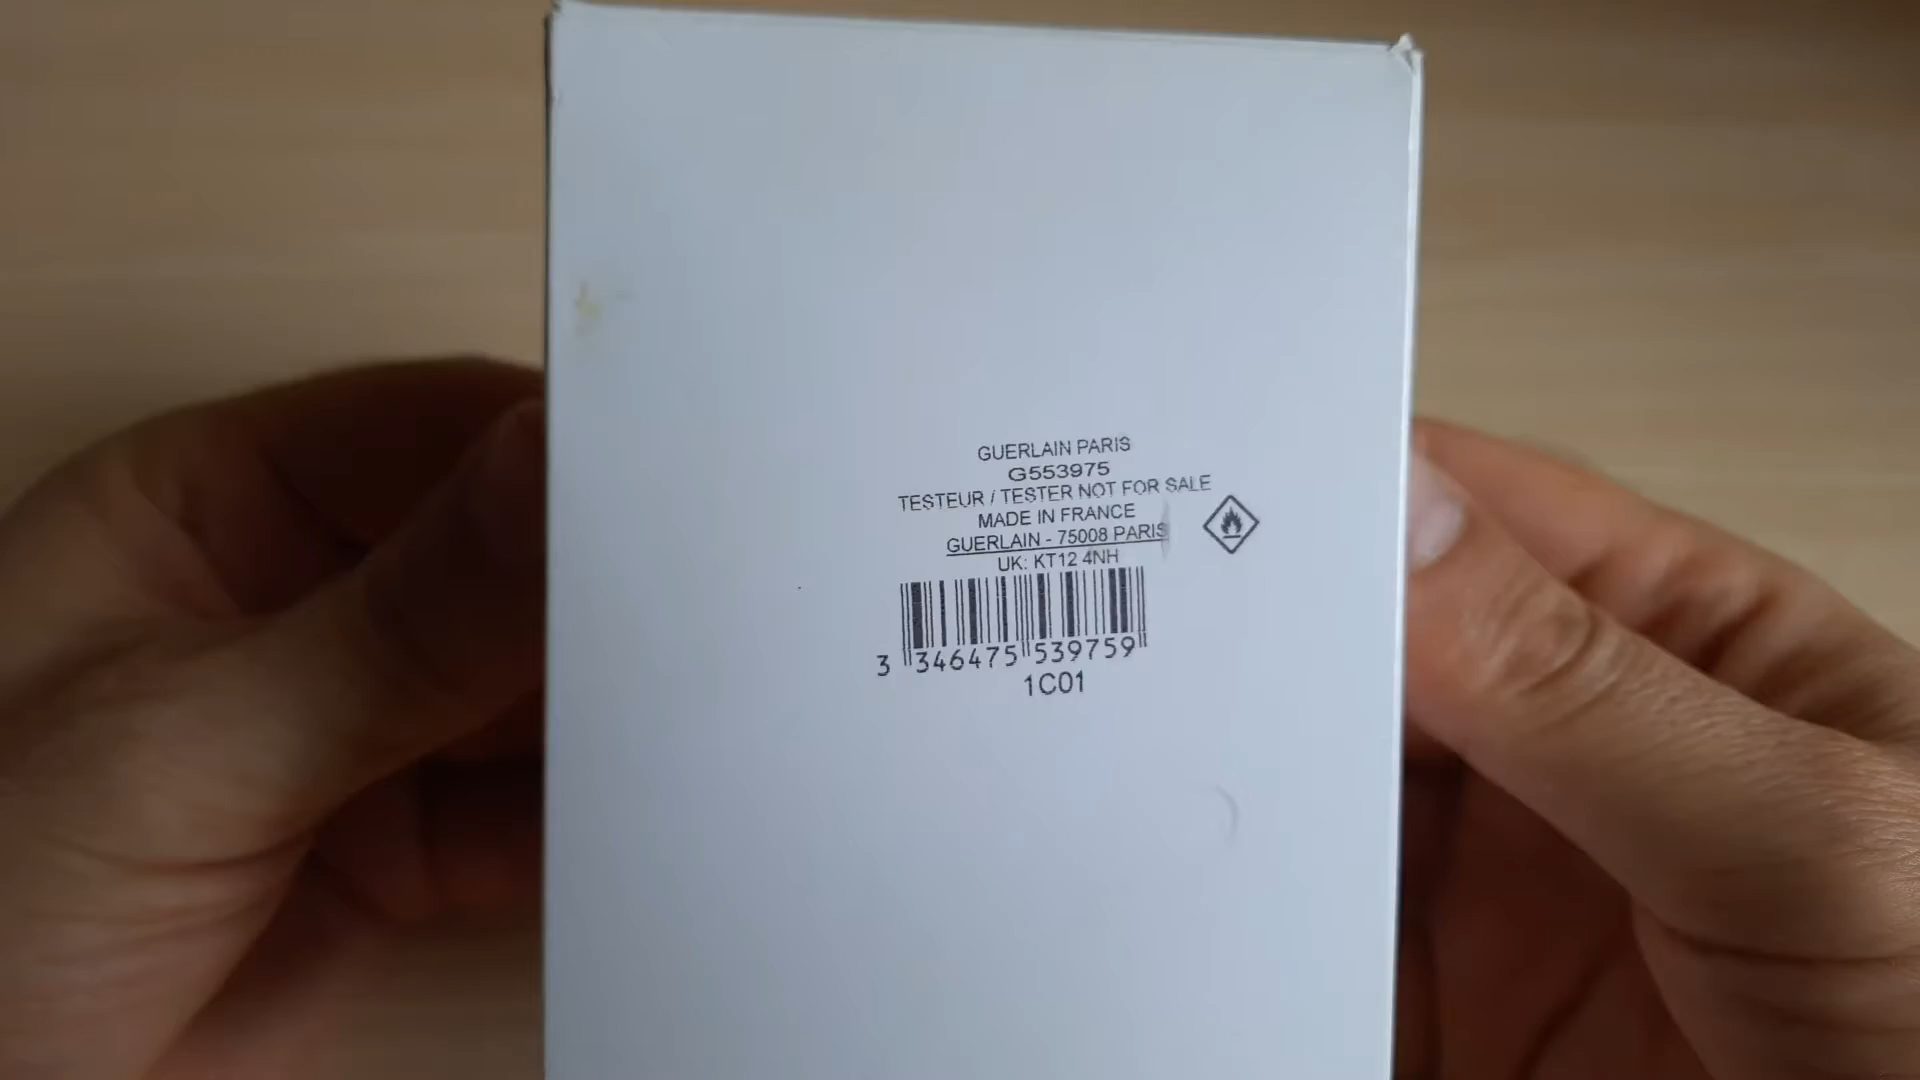 GUERLAIN PARIS
G553975
TESTEUR / TESTER NOT FOR SALE
MADE IN FRANCE
GUERLAIN - 75008 PARIS
UK: KT12 4NH
3 346475 539759
1C01